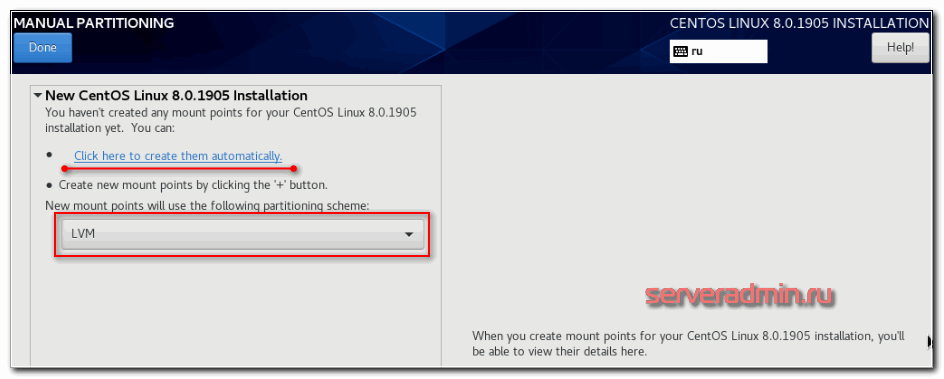 MANUAL PARTITIONING
CENTOS LINUX 8.0.1905 INSTALLATION
Done
ru
Help!
New CentOS Linux 8.0.1905 Installation
You haven't created any mount points for your CentOS Linux 8.0.1905
installation yet. You can:
• Click here to create them automatically.
• Create new mount points by clicking the '+' button.
New mount points will use the following partitioning scheme:
LVM
serveradmin.ru
When you create mount points for your CentOS Linux 8.0.1905 installation, you'll
be able to view their details here.